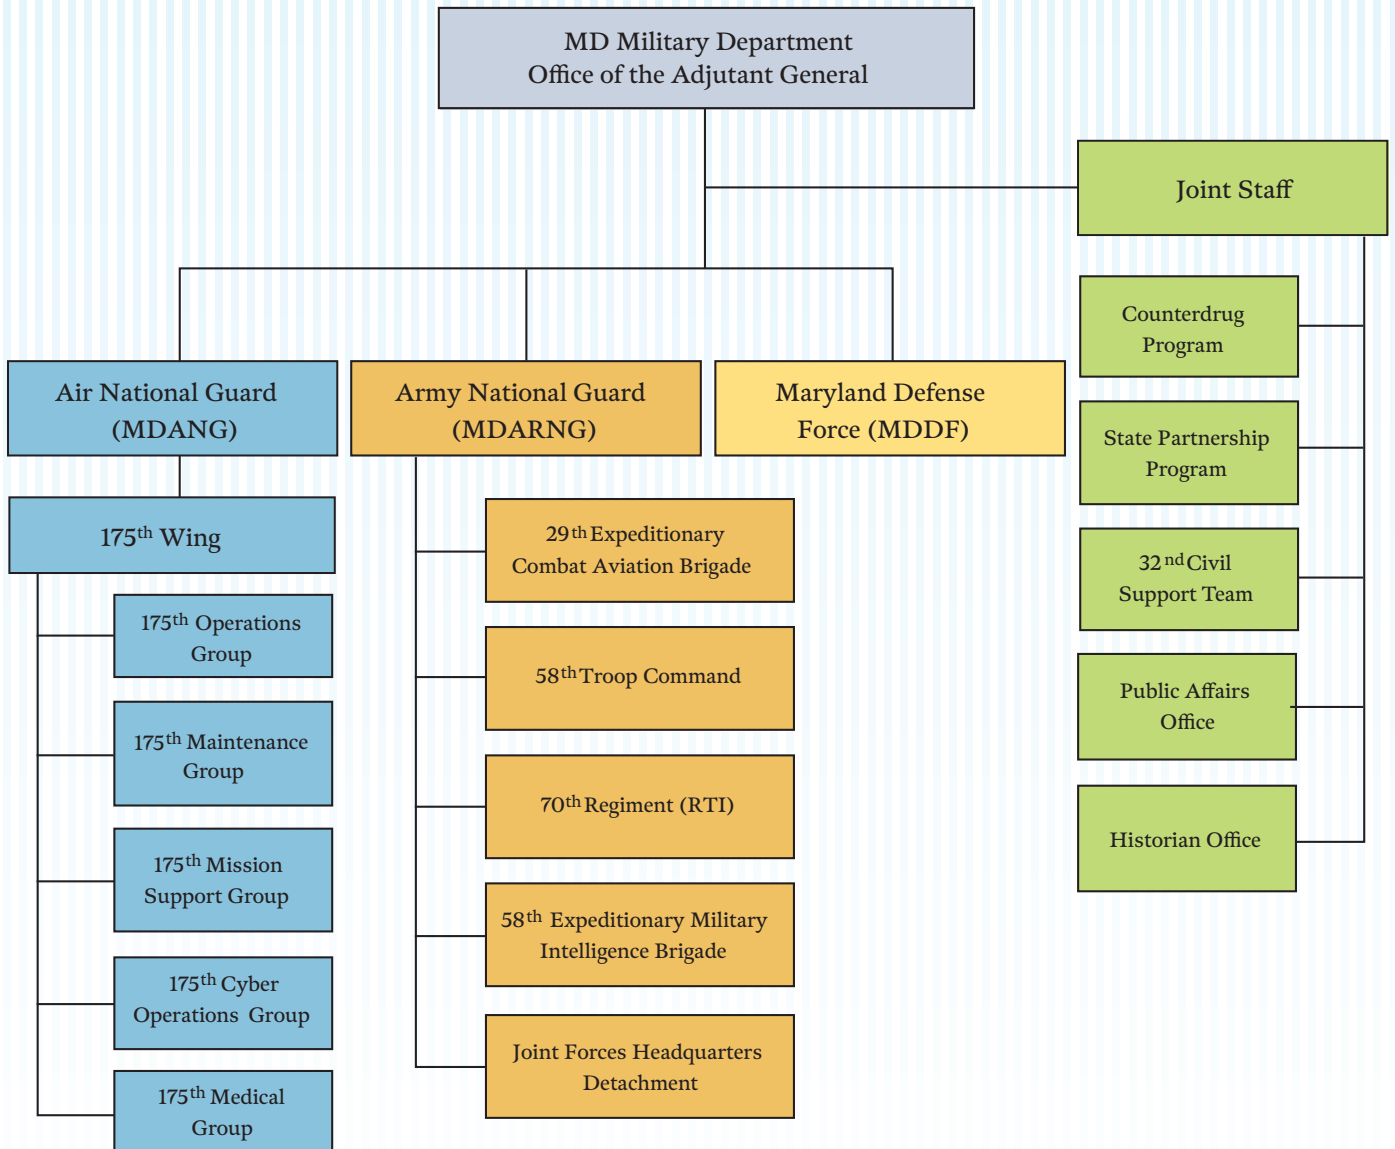 MD Military Department
Office of the Adjutant General
Joint Staff
Counterdrug
Program
State Partnership
Program
32nd Civil
Support Team
Public Affairs
Office
Historian Office
Air National Guard
(MDANG)
175th Wing
175th Operations
Group
175th Maintenance
Group
175th Mission
Support Group
175th Cyber
Operations Group
175th Medical
Group
Army National Guard
(MDARNG)
29th Expeditionary
Combat Aviation Brigade
58th Troop Command
70th Regiment (RTI)
58th Expeditionary Military
Intelligence Brigade
Joint Forces Headquarters
Detachment
Maryland Defense
Force (MDDF)